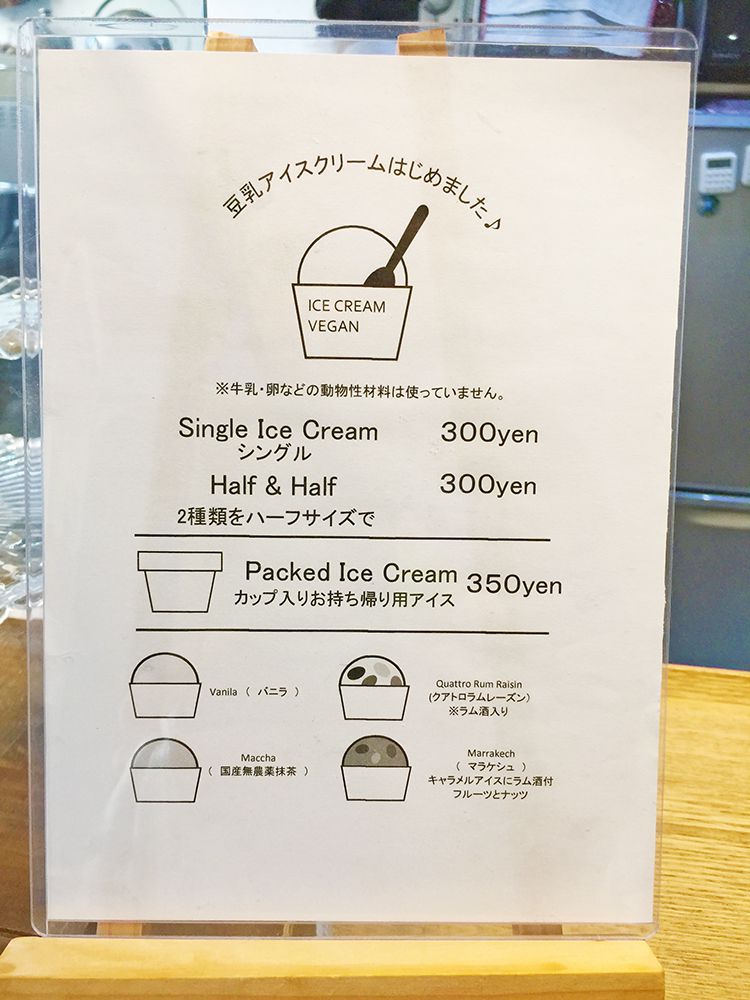 豆乳アイスクリームはじめました♪
ICE CREAM
VEGAN
※牛乳・卵などの動物性材料は使っていません。
Single Ice Cream 300yen
シングル
Half & Half 300yen
2種類をハーフサイズで
Packed Ice Cream 350yen
カップ入りお持ち帰り用アイス
Vanila （ バニラ ）
Quattro Rum Raisin
(クアトロラムレーズン）
※ラム酒入り
Maccha
（ 国産無農薬抹茶 ）
Marrakech
（ マラケシュ ）
キャラメルアイスにラム酒付
フルーツとナッツ